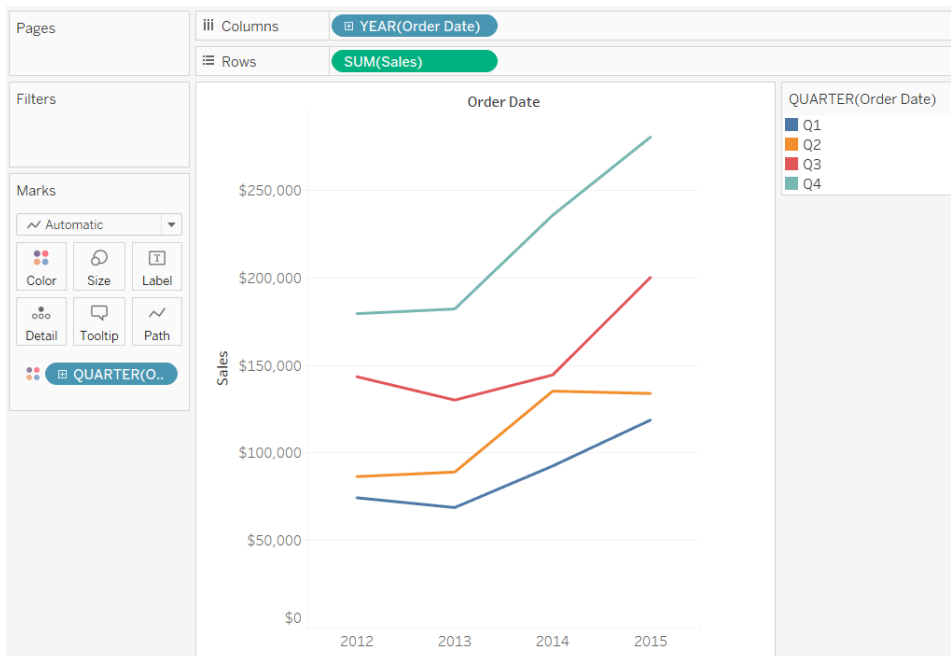 Pages
Columns
YEAR(Order Date)
Rows
SUM(Sales)
Filters
Marks
Automatic
Color
Size
Label
Detail
Tooltip
Path
QUARTER(O..
Order Date
Sales
$250,000
$200,000
$150,000
$100,000
$50,000
$0
2012
2013
2014
2015
QUARTER(Order Date)
Q1
Q2
Q3
Q4